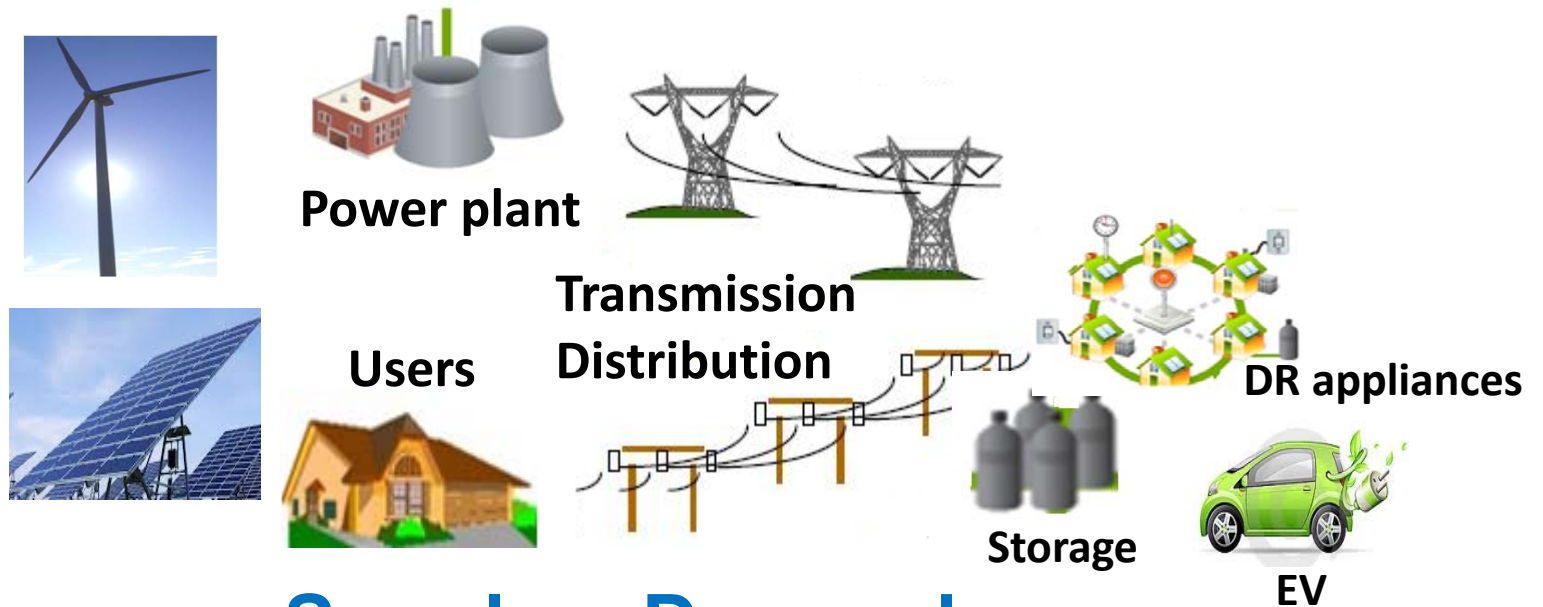 Power plant
Transmission
Distribution
Users
DR appliances
Storage
EV